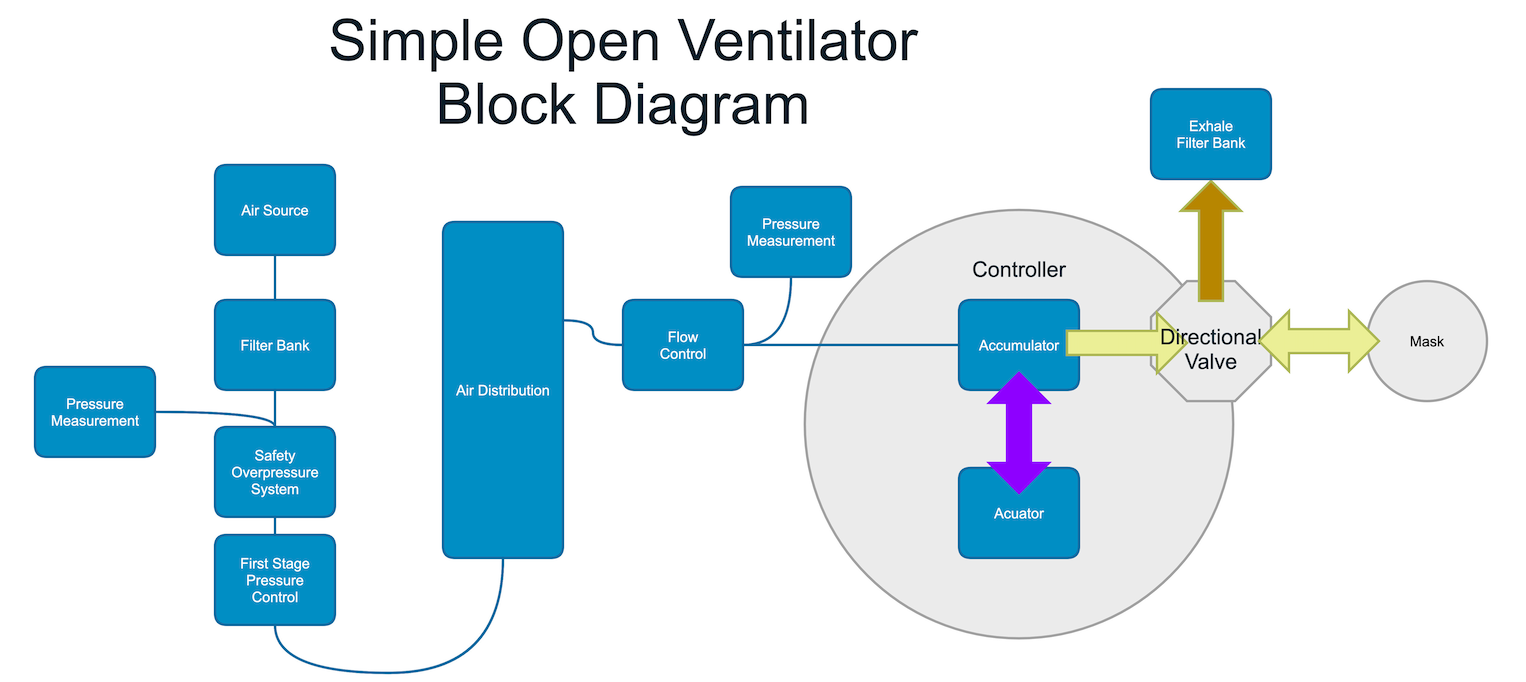 Simple Open Ventilator
Block Diagram
Exhale
Filter Bank
Air Source
Pressure
Measurement
Controller
Filter Bank
Flow
Control
Accumulator
Directional
Valve
Mask
Pressure
Measurement
Air Distribution
Safety
Overpressure
System
Acuator
First Stage
Pressure
Control